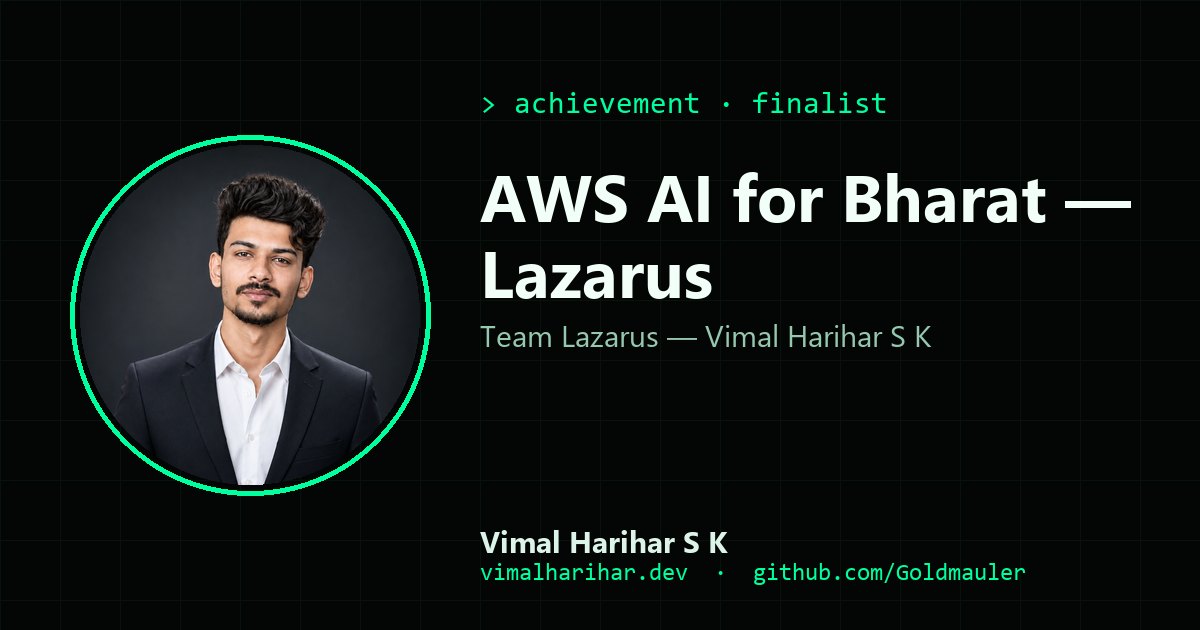 > achievement · finalist
AWS AI for Bharat —
Lazarus
Team Lazarus — Vimal Harihar S K
Vimal Harihar S K
vimalharihar.dev · github.com/Goldmauler